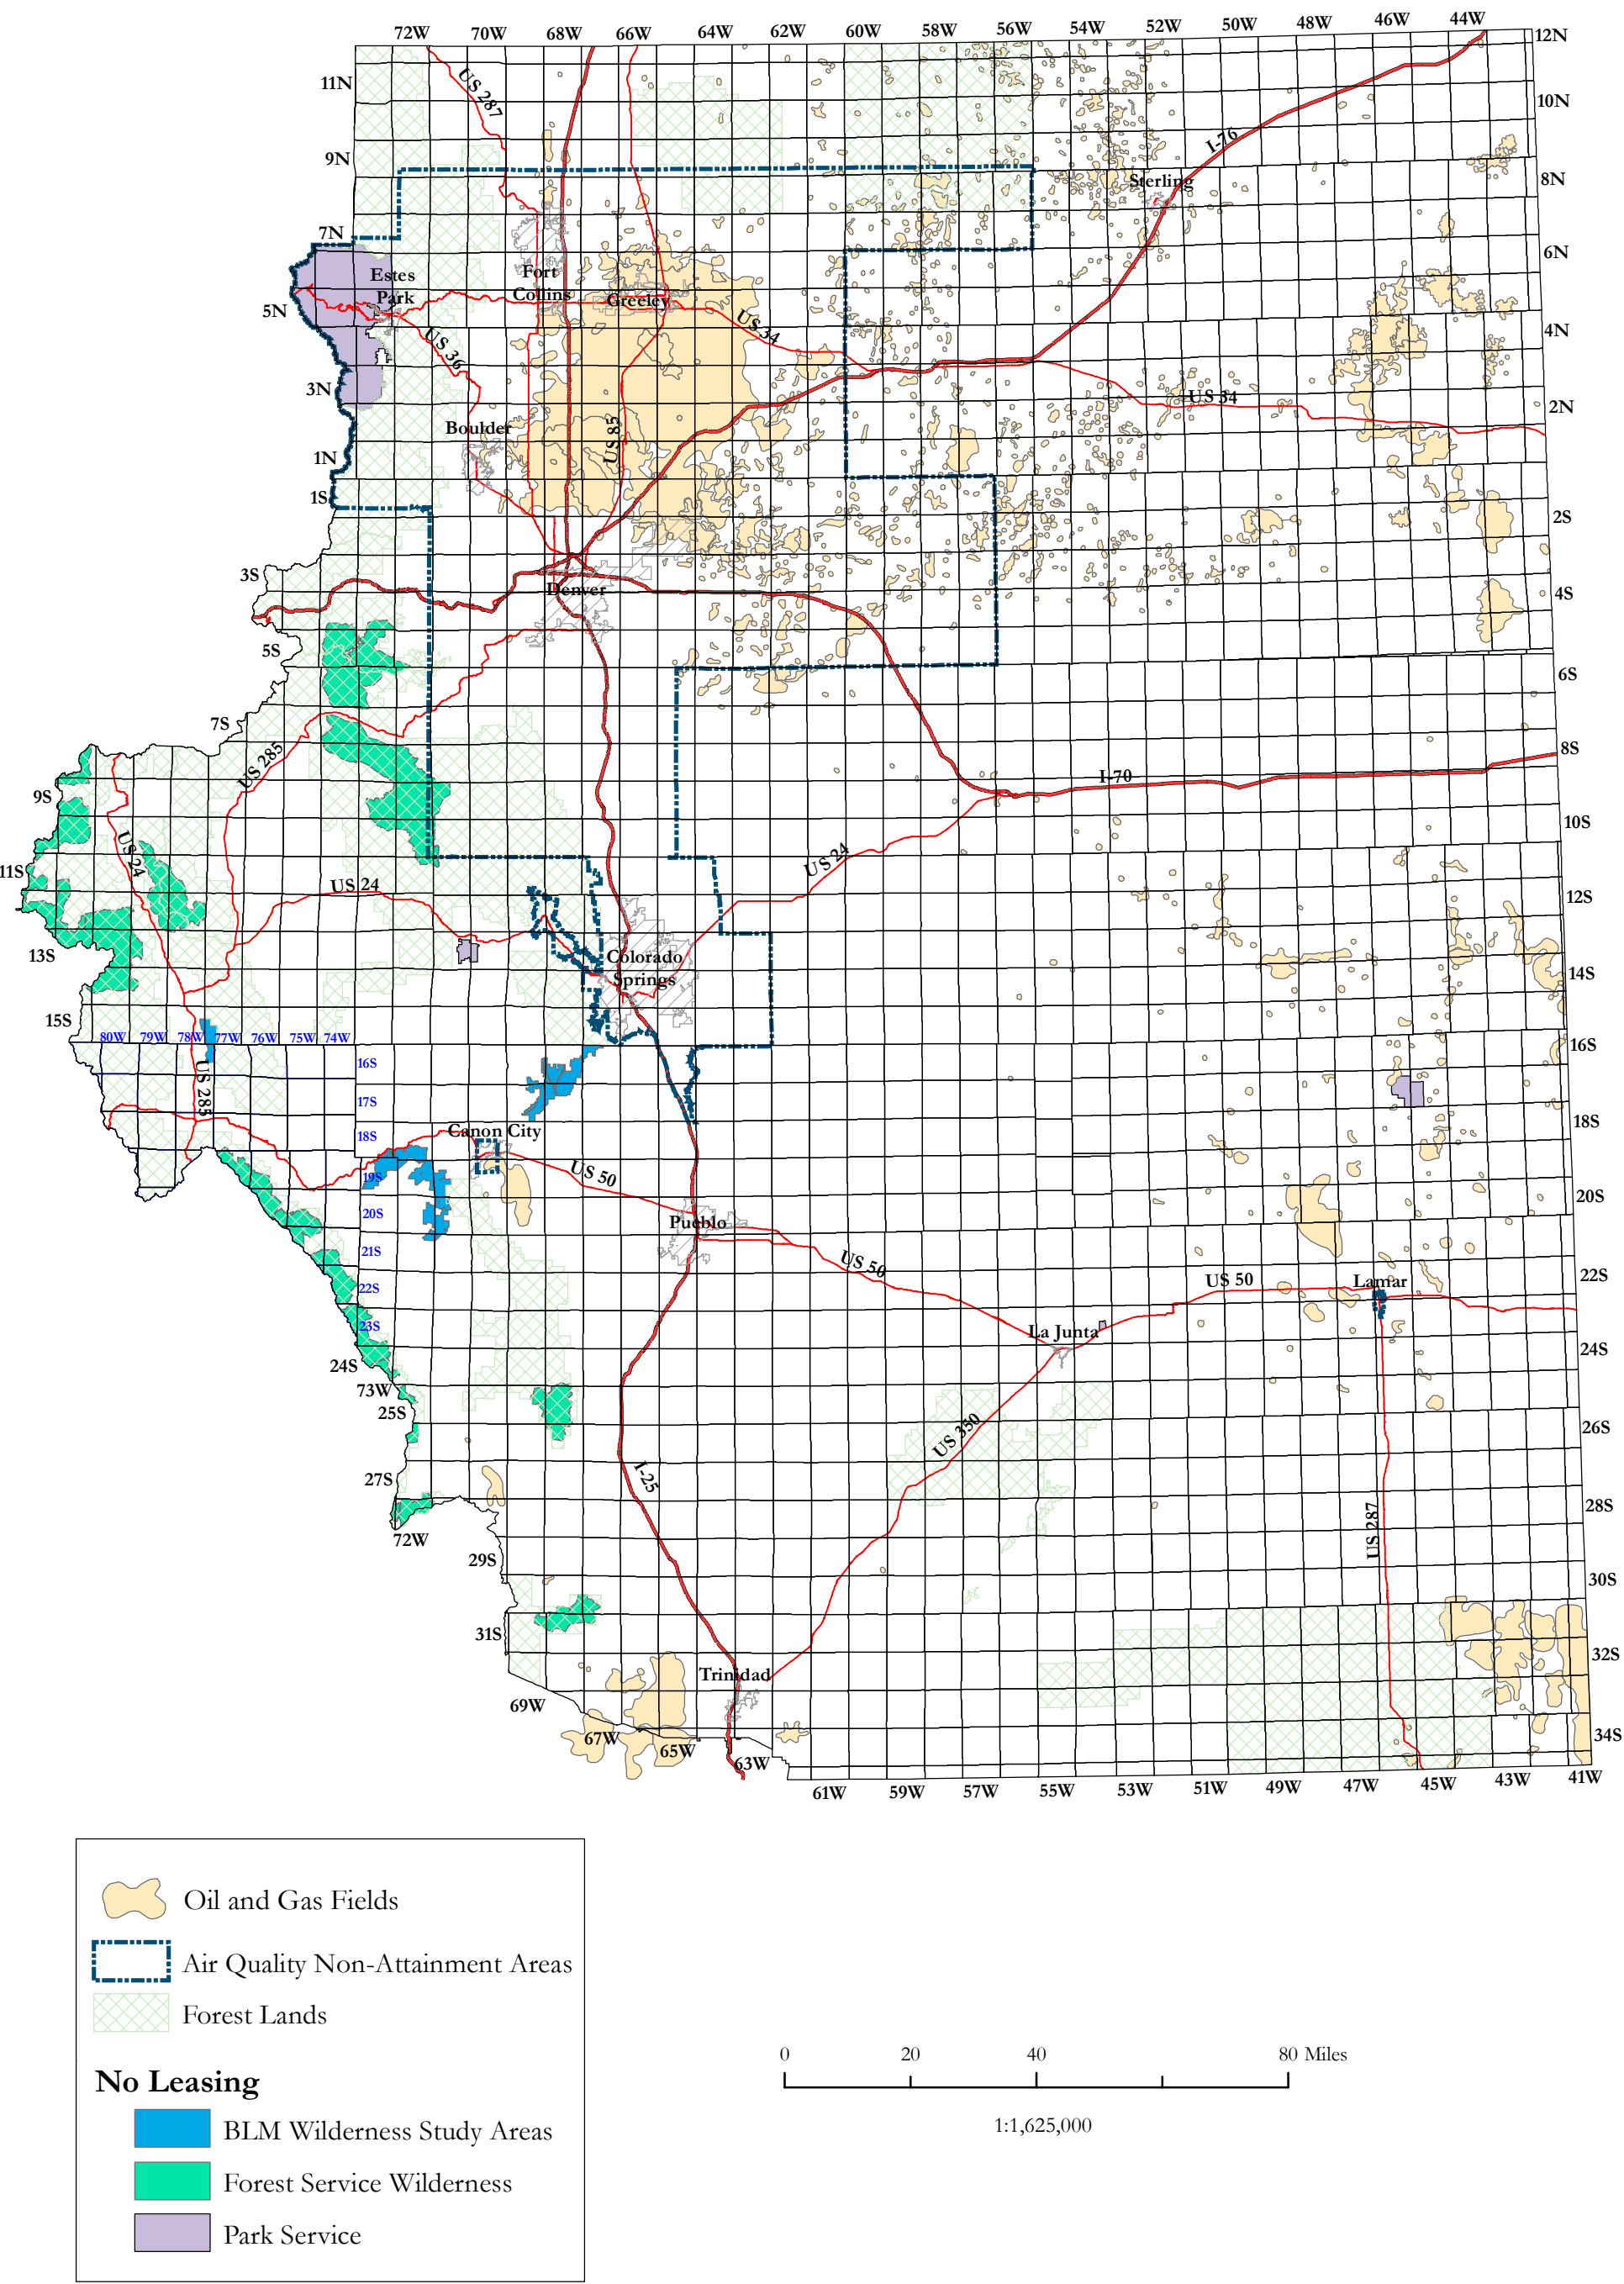 72W 70W 68W 66W 64W 62W 60W 58W 56W 54W 52W 50W 48W 46W 44W
12N
11N
US 287
10N
I-76
9N
8N
Sterling
7N
6N
Estes
Park
Fort
Collins
Greeley
5N
US 34
4N
US 36
3N
US 34
2N
Boulder
US 85
1N
1S
2S
3S
Denver
4S
5S
6S
7S
8S
US 285
I-70
9S
10S
US 24
US 24
11S
US 24
12S
13S
Colorado
Springs
14S
15S
80W 79W 78W 77W 76W 75W 74W
16S
16S
US 285
17S
18S
Canon City
18S
19S
US 50
20S
20S
Pueblo
21S
US 50
22S
US 50
Lamar
22S
23S
La Junta
24S
24S
73W
25S
26S
US 350
27S
I-25
28S
US 287
72W
29S
30S
31S
32S
Trinidad
69W
67W
65W
63W
34S
61W 59W 57W 55W 53W 51W 49W 47W 45W 43W 41W
Oil and Gas Fields
Air Quality Non-Attainment Areas
Forest Lands
No Leasing
BLM Wilderness Study Areas
Forest Service Wilderness
Park Service
0 20 40 80 Miles
1:1,625,000